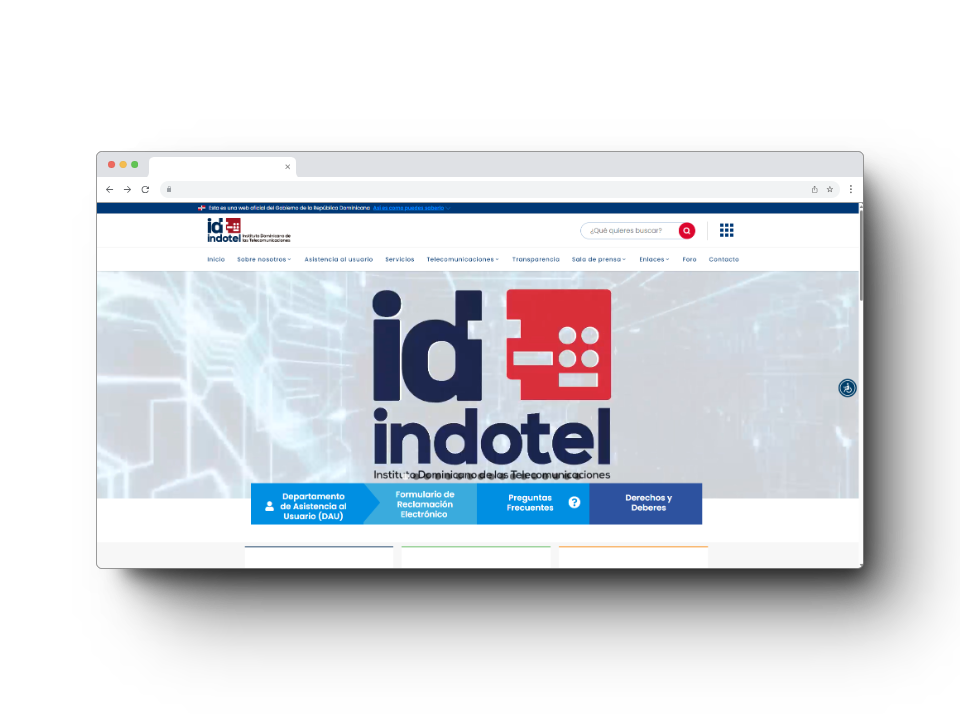 Esta es una web oficial del Gobierno de la República Dominicana Así es como puedes saberlo
id
indotel
Instituto Dominicano de
las Telecomunicaciones
¿Qué quieres buscar?
Inicio Sobre nosotros Asistencia al usuario Servicios Telecomunicaciones Transparencia Sala de prensa Enlaces Foro Contacto
id
indotel
Instituto Dominicano de las Telecomunicaciones
Departamento
de Asistencia al
Usuario (DAU)
Formulario de
Reclamación
Electrónico
Preguntas
Frecuentes
?
Derechos y
Deberes